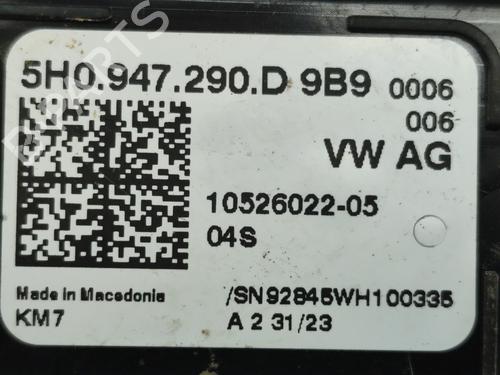 5H0.947.290.D 9B9 0006
006
VW AG
10526022-05
04S
Made in Macedonia
/SN92845WH100335
KM7
A 2 31/23